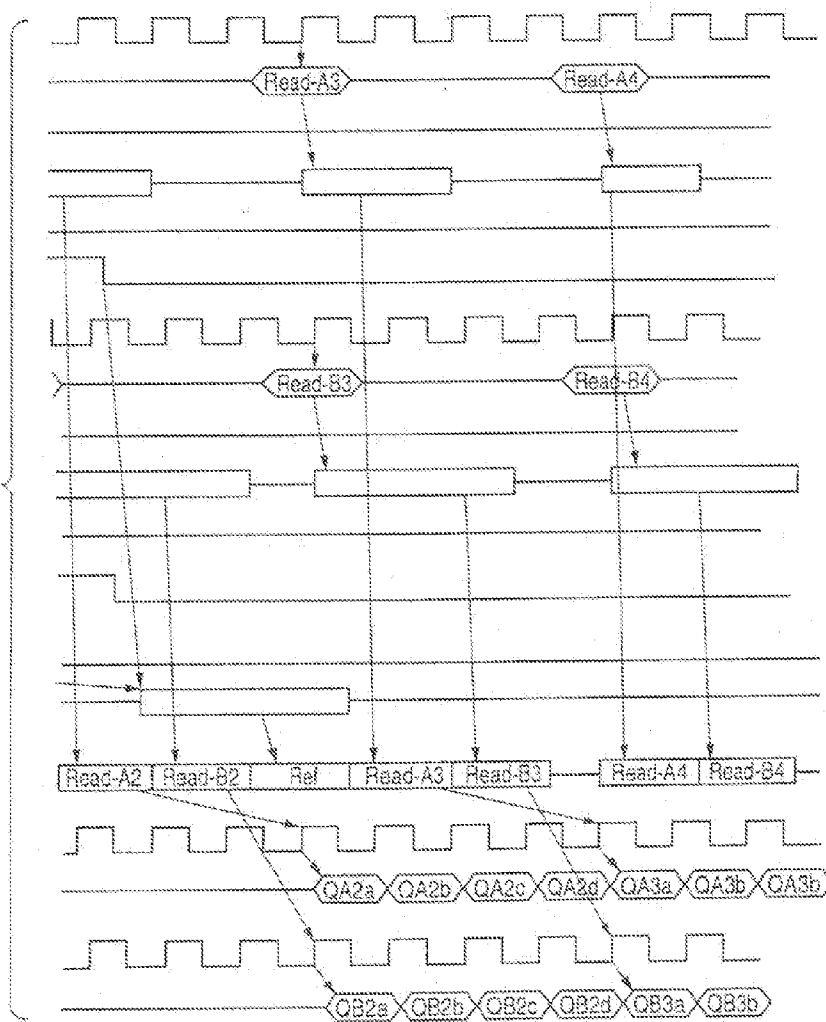 Read-A3 Read-A4
Read-B3 Read-B4
Read-A2 Read-B2 Ref Read-A3 Read-B3 Read-A4 Read-B4
QA2a QA2b QA2c QA2d QA3a QA3b QA3b
QB2a QB2b QB2c QB2d QB3a QB3b